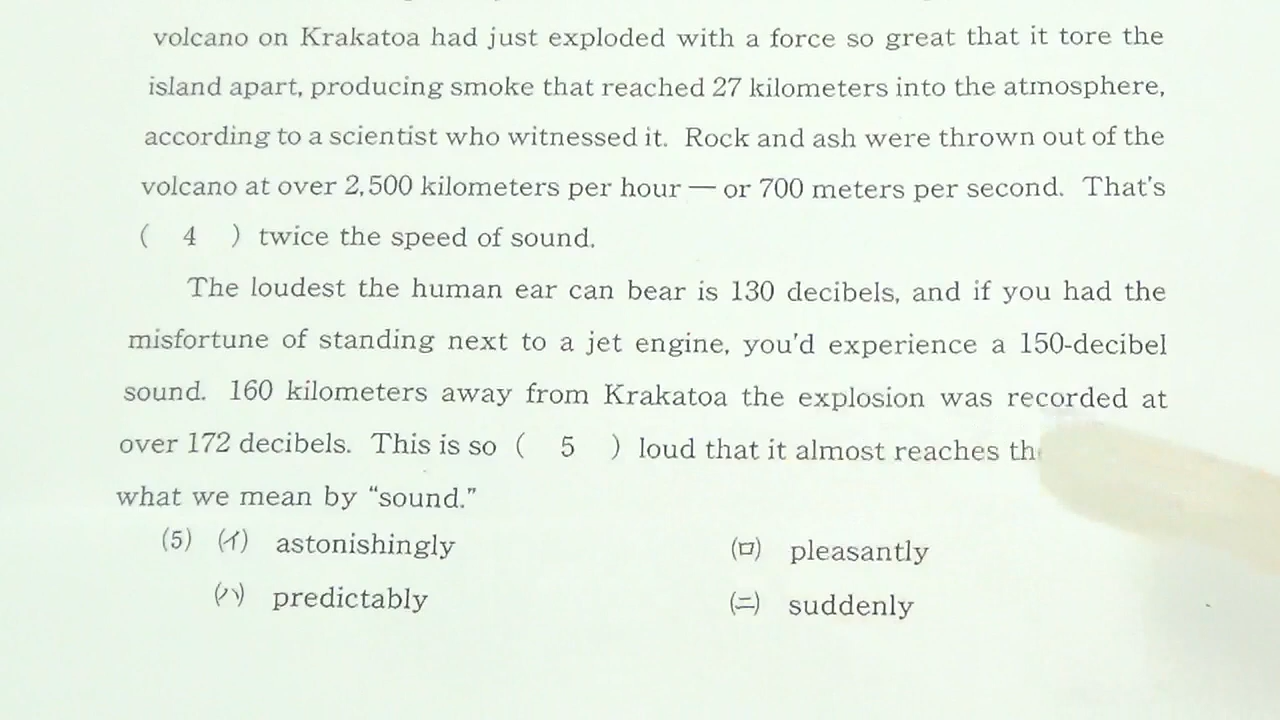 volcano on Krakatoa had just exploded with a force so great that it tore the
island apart, producing smoke that reached 27 kilometers into the atmosphere,
according to a scientist who witnessed it. Rock and ash were thrown out of the
volcano at over 2,500 kilometers per hour — or 700 meters per second. That's
( 4 ) twice the speed of sound.
The loudest the human ear can bear is 130 decibels, and if you had the
misfortune of standing next to a jet engine, you'd experience a 150-decibel
sound. 160 kilometers away from Krakatoa the explosion was recorded at
over 172 decibels. This is so ( 5 ) loud that it almost reaches
what we mean by “sound.”
(5) (イ) astonishingly (ロ) pleasantly
(ハ) predictably (ニ) suddenly